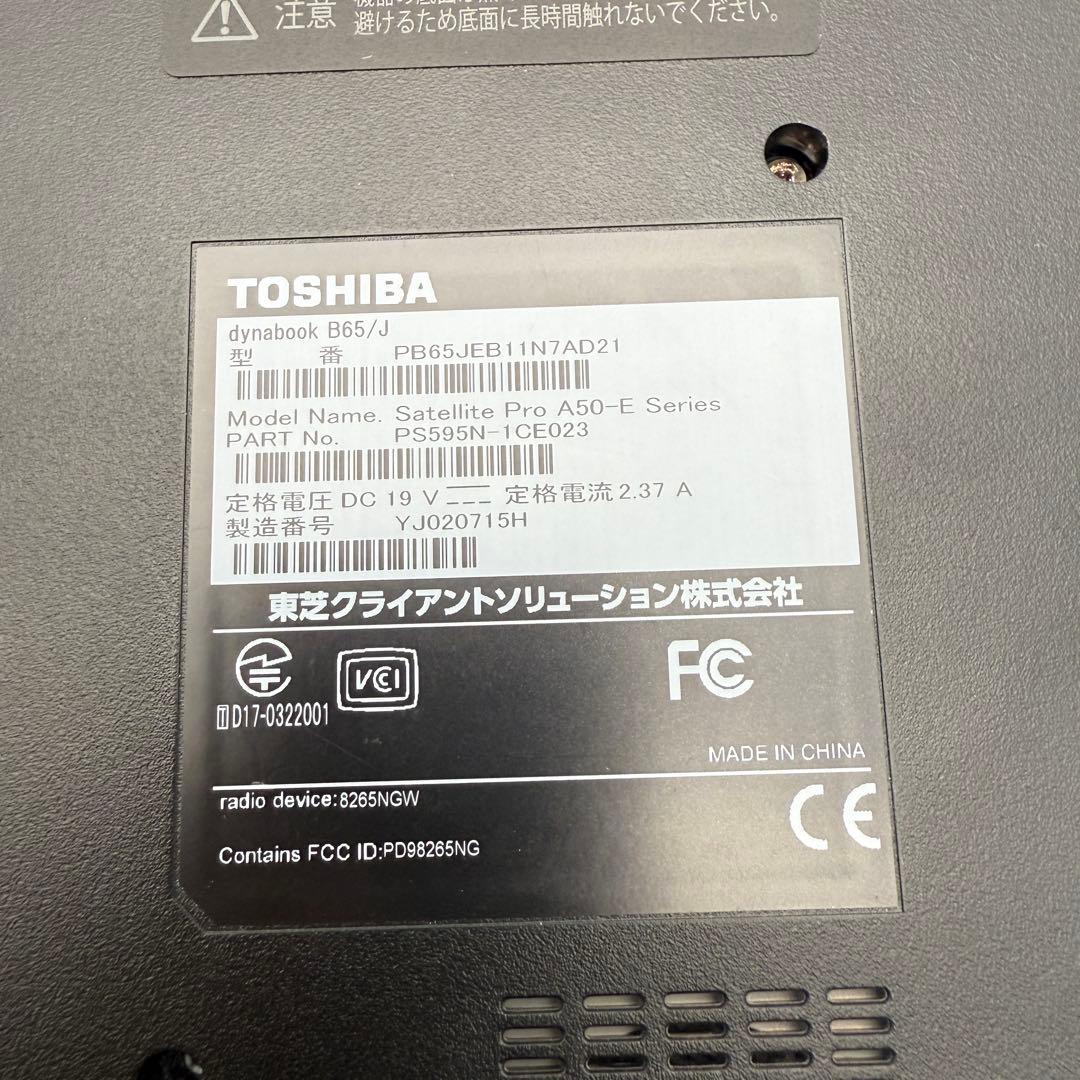 注意
避けるため底面に長時間触れないでください。
TOSHIBA
dynabook B65/J
型 番 PB65JEB11N7AD21
Model Name. Satellite Pro A50-E Series
PART No. PS595N-1CE023
定格電圧 DC 19 V 定格電流 2.37 A
製造番号 YJ020715H
東芝クライアントソリューション株式会社
VCI
FC
T D17-0322001
MADE IN CHINA
radio device:8265NGW
CE
Contains FCC ID:PD98265NG